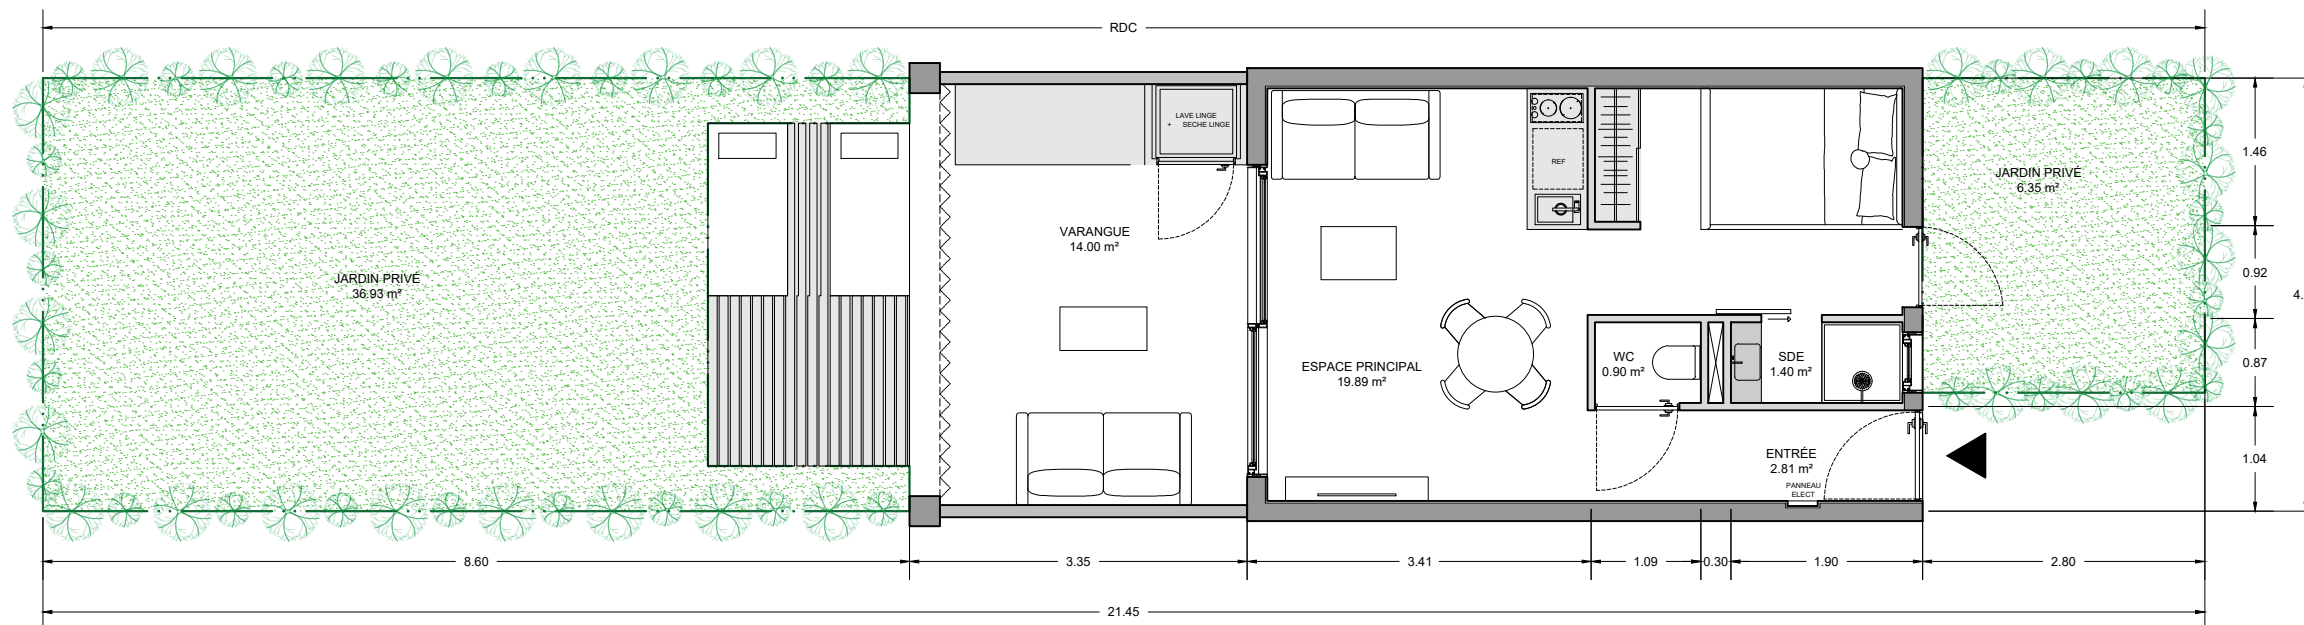 RDC
LAVE LINGE
+ SECHE LINGE
REF
JARDIN PRIVÉ
6.35 m²
1.46
VARANGUE
14.00 m²
JARDIN PRIVÉ
36.93 m²
0.92
4.
ESPACE PRINCIPAL
19.89 m²
WC
0.90 m²
SDE
1.40 m²
0.87
ENTRÉE
2.81 m²
PANNEAU
ELECT
1.04
8.60
3.35
3.41
1.09
0.30
1.90
2.80
21.45